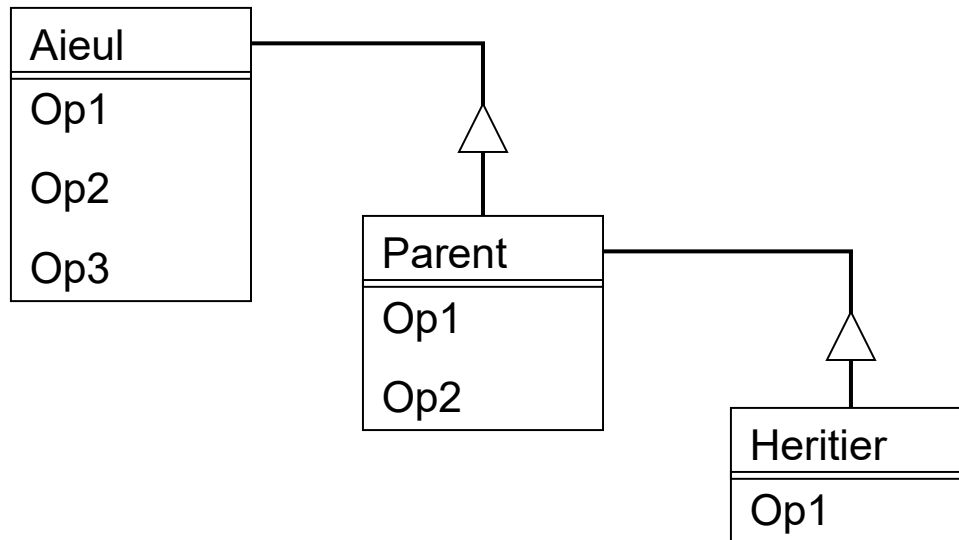 Aieul
Op1
Op2
Op3
Parent
Op1
Op2
Heritier
Op1